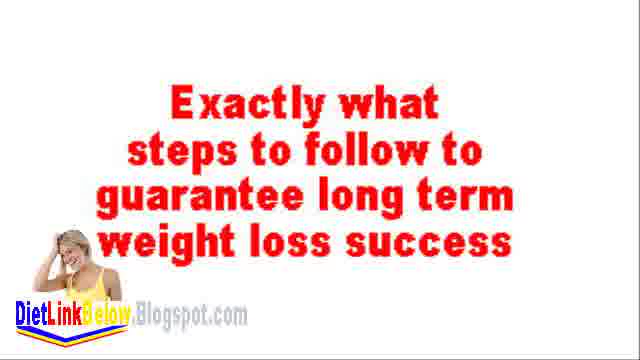 Exactly what
steps to follow to
guarantee long term
weight loss success
DietLinkBelow.Blogspot.com